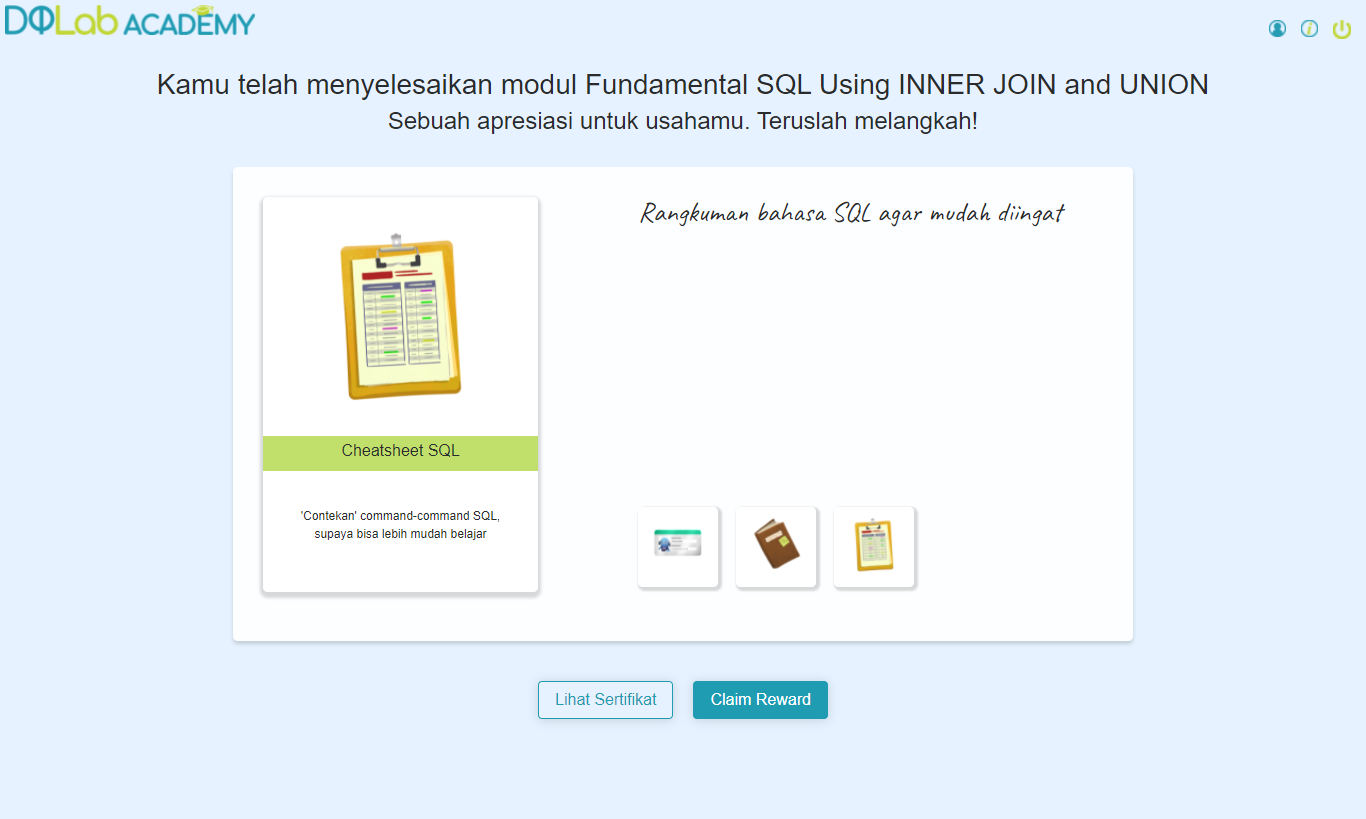 DQLab ACADEMY
Kamu telah menyelesaikan modul Fundamental SQL Using INNER JOIN and UNION
Sebuah apresiasi untuk usahamu. Teruslah melangkah!
Rangkuman bahasa SQL agar mudah diingat
Cheatsheet SQL
'Contekan' command-command SQL,
supaya bisa lebih mudah belajar
Lihat Sertifikat
Claim Reward